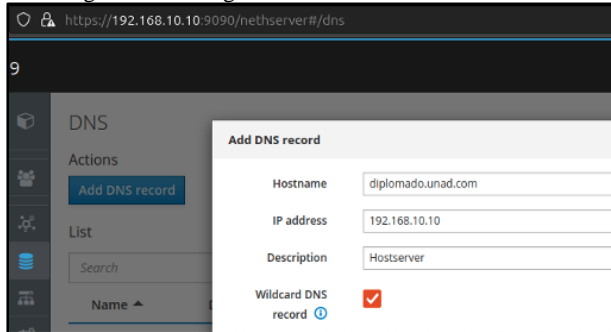 https://192.168.10.10:9090/nethserver#/dns
9
DNS
Actions
Add DNS record
List
Search
Name
Add DNS record
Hostname diplomado.unad.com
IP address 192.168.10.10
Description Hostserver
Wildcard DNS
record